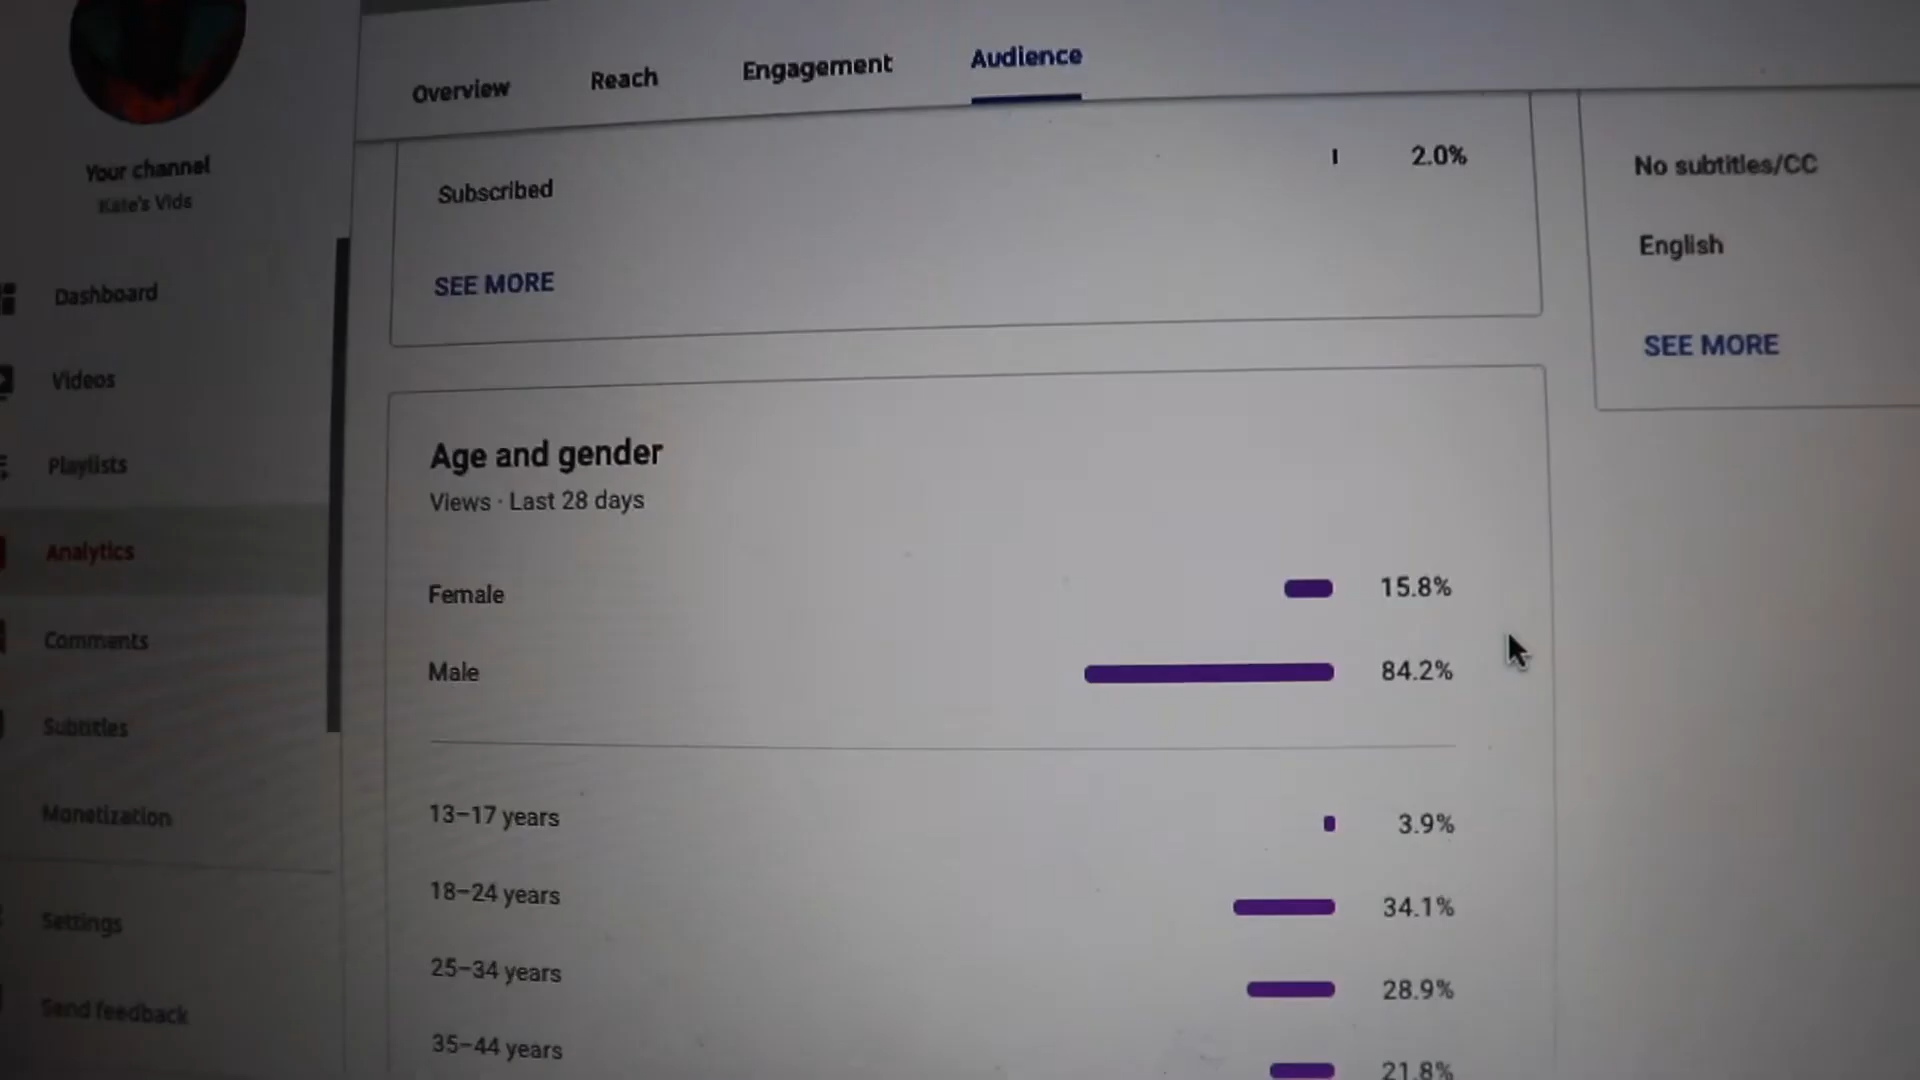 Overview
Reach
Engagement
Audience
Your channel
Kate's Vids
Dashboard
Videos
Playlists
Analytics
Comments
Subtitles
Monetization
Settings
Send feedback
Subscribed 2.0%
SEE MORE
Age and gender
Views · Last 28 days
Female 15.8%
Male 84.2%
13–17 years 3.9%
18–24 years 34.1%
25–34 years 28.9%
35–44 years 21.8%
No subtitles/CC
English
SEE MORE